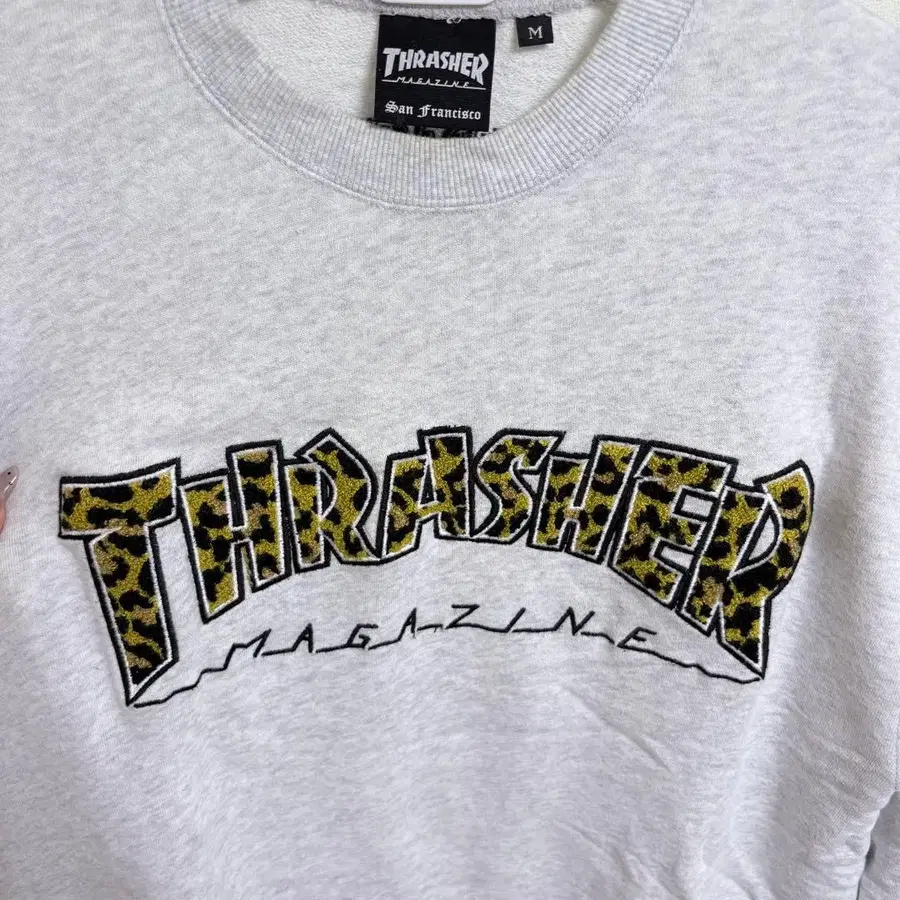 THRASHER
MAGAZINE
San Francisco
M
THRASHER
MAGAZINE